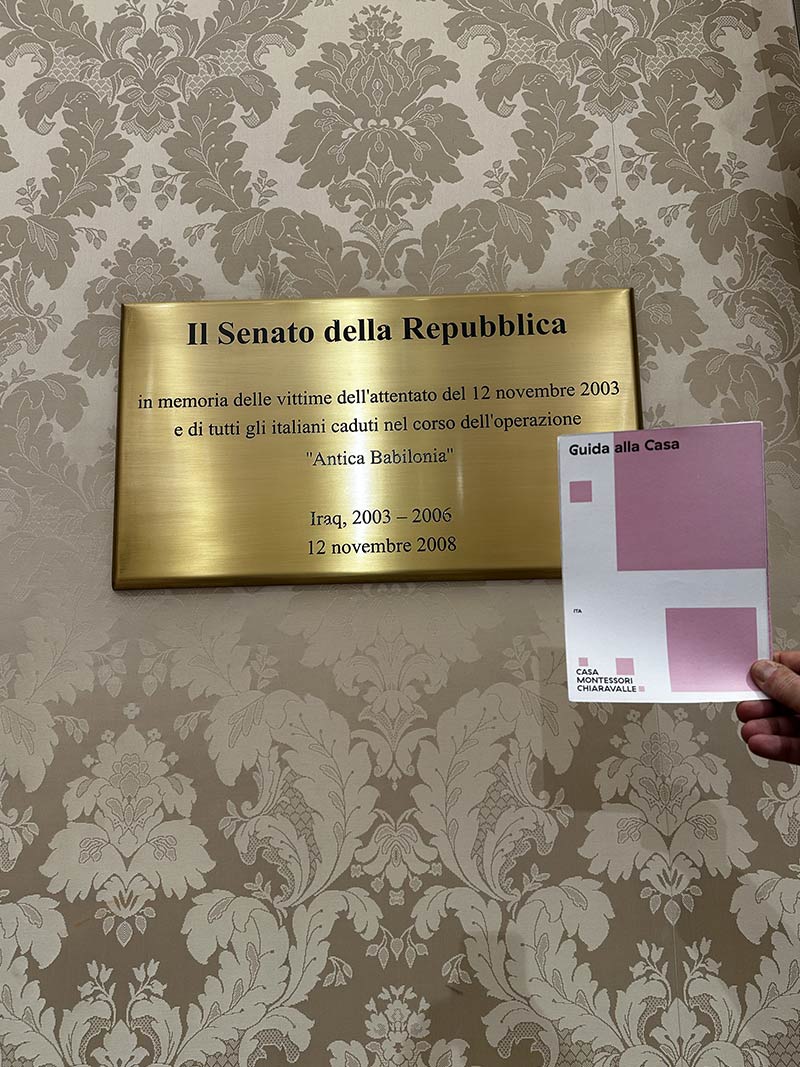 Il Senato della Repubblica
in memoria delle vittime dell'attentato del 12 novembre 2003
e di tutti gli italiani caduti nel corso dell'operazione
"Antica Babilonia"
Iraq, 2003 – 2006
12 novembre 2008
Guida alla Casa
ITA
CASA
MONTESSORI
CHIARAVALLE